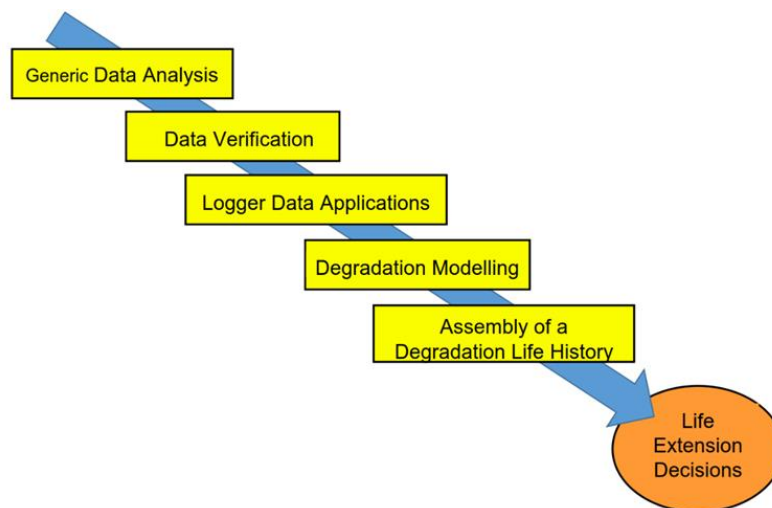 Generic Data Analysis
Data Verification
Logger Data Applications
Degradation Modelling
Assembly of a
Degradation Life History
Life
Extension
Decisions